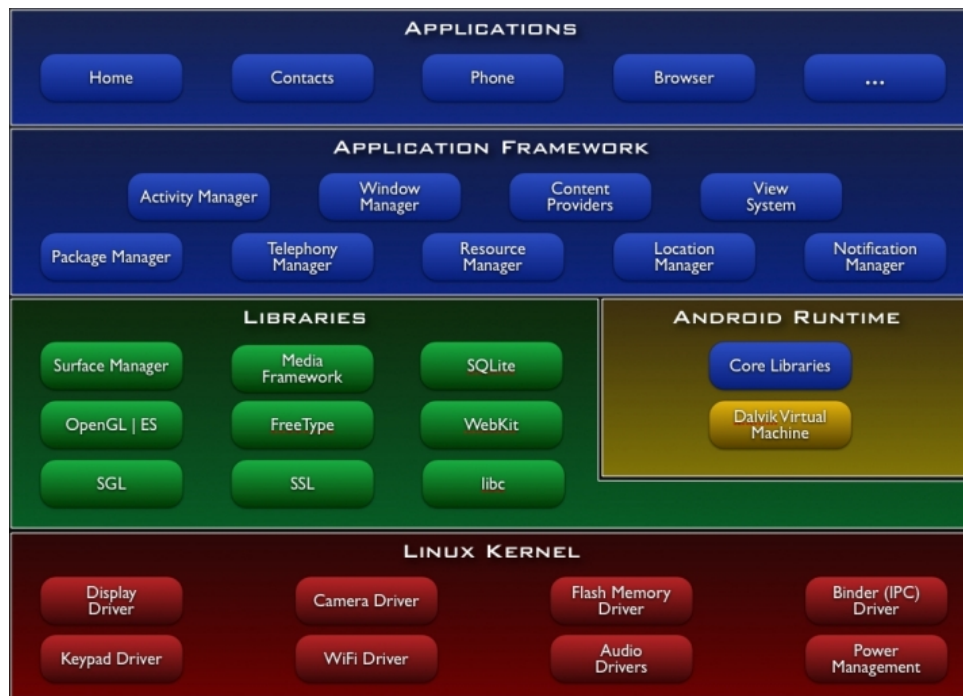 APPLICATIONS
Home
Contacts
Phone
Browser
...
APPLICATION FRAMEWORK
Activity Manager
Window
Manager
Content
Providers
View
System
Package Manager
Telephony
Manager
Resource
Manager
Location
Manager
Notification
Manager
LIBRARIES
Surface Manager
Media
Framework
SQLite
OpenGL | ES
FreeType
WebKit
SGL
SSL
libc
ANDROID RUNTIME
Core Libraries
Dalvik Virtual
Machine
LINUX KERNEL
Display
Driver
Camera Driver
Flash Memory
Driver
Binder (IPC)
Driver
Keypad Driver
WiFi Driver
Audio
Drivers
Power
Management